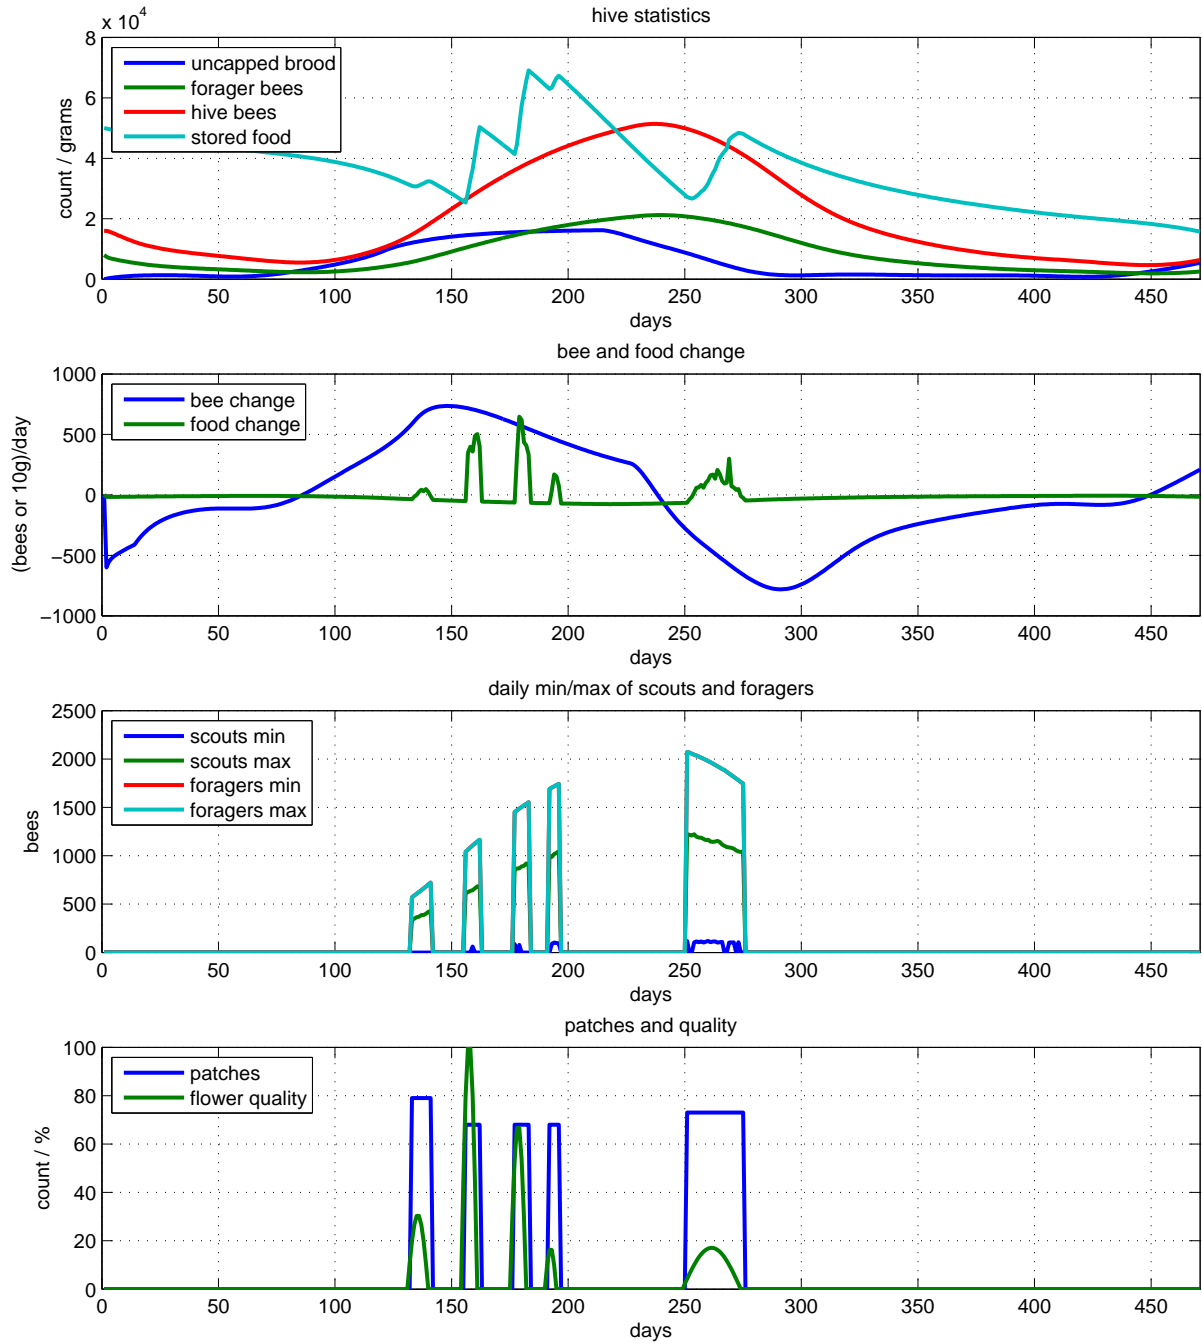 hive statistics
x 10^4
8
6
4
2
0
count / grams
uncapped brood
forager bees
hive bees
stored food
0 50 100 150 200 250 300 350 400 450
days
bee and food change
1000
500
0
−500
−1000
(bees or 10g)/day
bee change
food change
0 50 100 150 200 250 300 350 400 450
days
daily min/max of scouts and foragers
2500
2000
1500
1000
500
0
bees
scouts min
scouts max
foragers min
foragers max
0 50 100 150 200 250 300 350 400 450
days
patches and quality
100
80
60
40
20
0
count / %
patches
flower quality
0 50 100 150 200 250 300 350 400 450
days